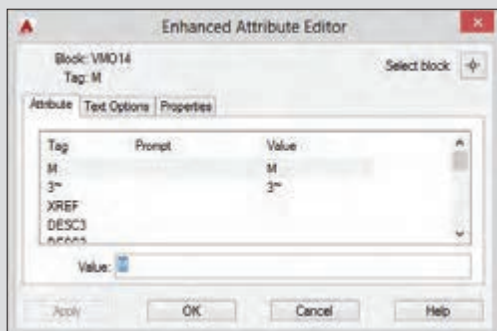 Enhanced Attribute Editor
Block: VMO14
Tag: M
Select block
Attribute Text Options Properties
Tag Prompt Value
M M
3~ 3~
XREF
DESC3
Value:
Apply OK Cancel Help